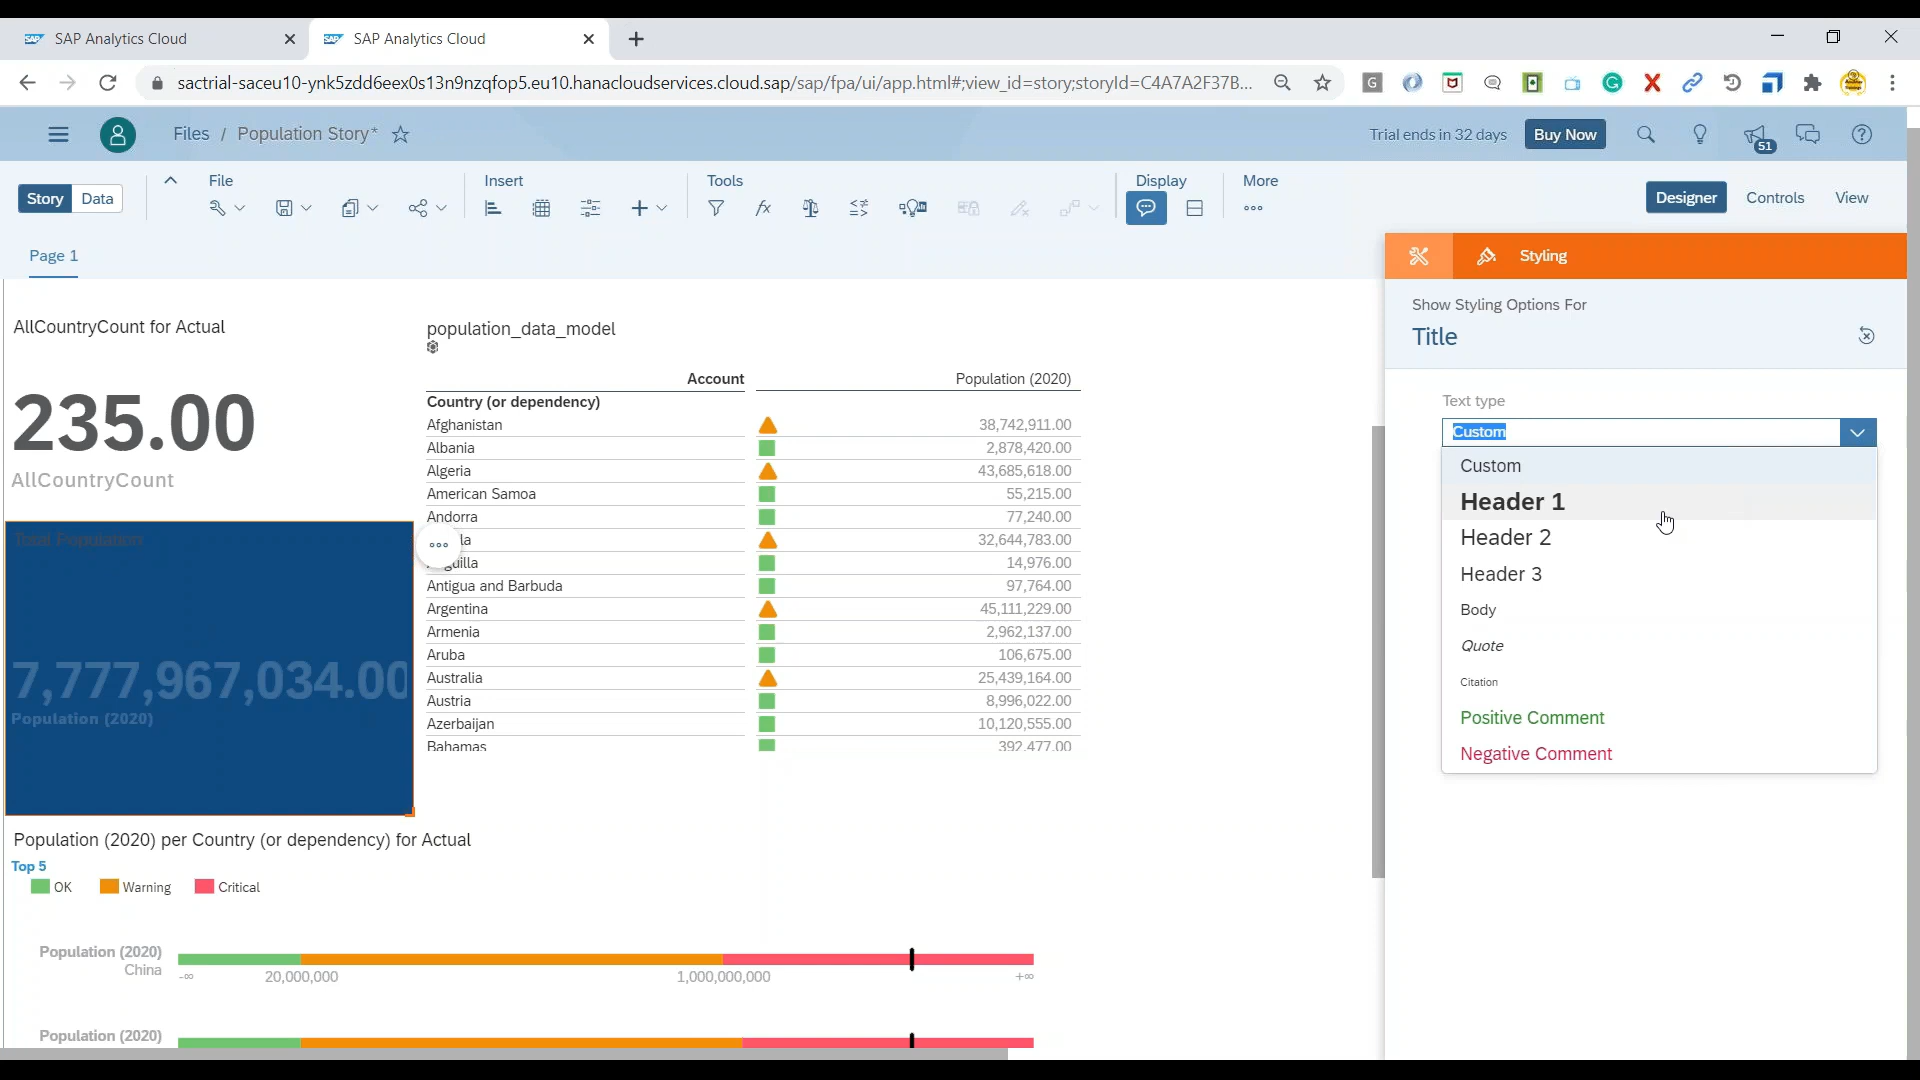 SAP Analytics Cloud
SAP Analytics Cloud
sactrial-saceu10-ynk5zdd6eex0s13n9nzqfop5.eu10.hanacloudservices.cloud.sap/sap/fpa/ui/app.html#;view_id=story;storyId=C4A7A2F37B...
Files / Population Story*
Trial ends in 32 days
Buy Now
51
Story Data
File
Insert
Tools
Display
More
Designer
Controls
View
Page 1
Styling
Show Styling Options For
Title
AllCountryCount for Actual
235.00
AllCountryCount
Total Population
7,777,967,034.00
Population (2020)
population_data_model
Account Population (2020)
Country (or dependency)
Afghanistan 38,742,911.00
Albania 2,878,420.00
Algeria 43,685,618.00
American Samoa 55,215.00
Andorra 77,240.00
la 32,644,783.00
guilla 14,976.00
Antigua and Barbuda 97,764.00
Argentina 45,111,229.00
Armenia 2,962,137.00
Aruba 106,675.00
Australia 25,439,164.00
Austria 8,996,022.00
Azerbaijan 10,120,555.00
Bahamas 392,477.00
Text type
Custom
Custom
Header 1
Header 2
Header 3
Body
Quote
Citation
Positive Comment
Negative Comment
Population (2020) per Country (or dependency) for Actual
Top 5
OK Warning Critical
Population (2020)
China
-∞ 20,000,000 1,000,000,000 +∞
Population (2020)